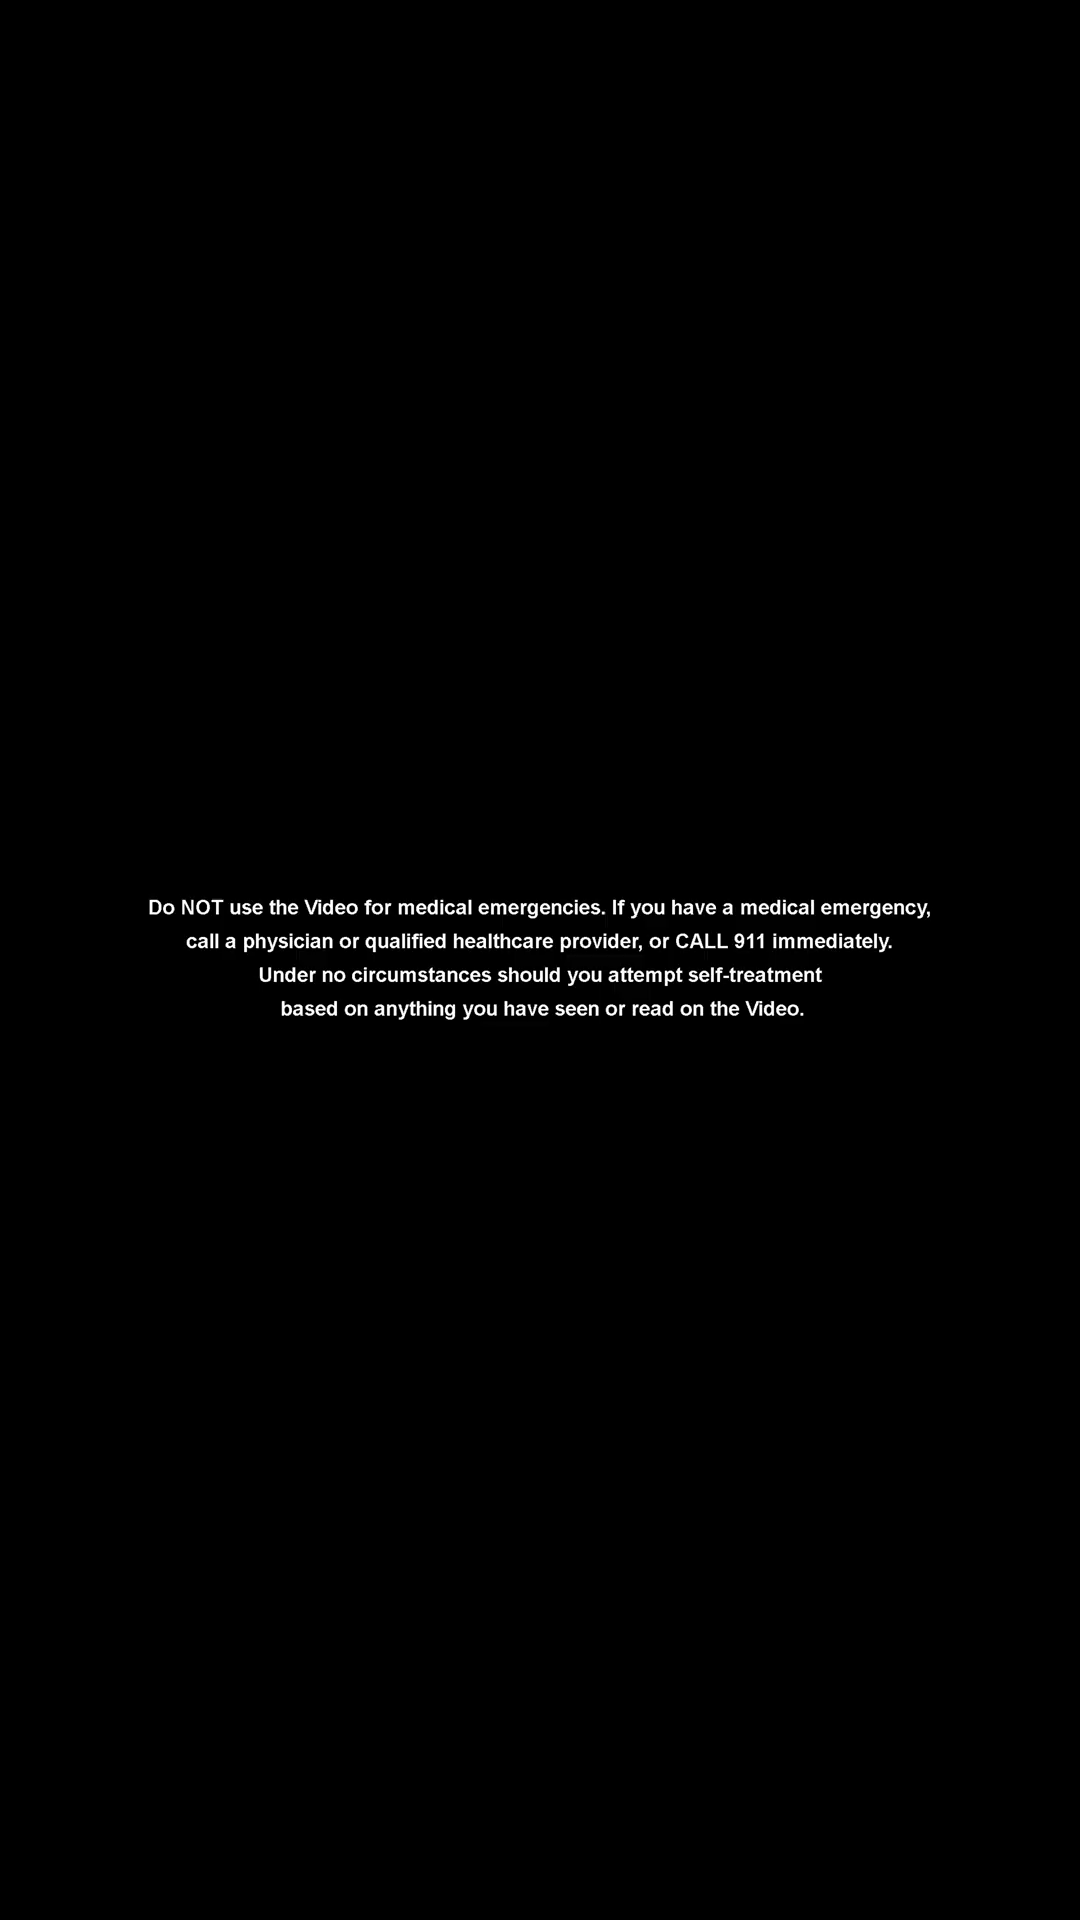 Do NOT use the Video for medical emergencies. If you have a medical emergency,
call a physician or qualified healthcare provider, or CALL 911 immediately.
Under no circumstances should you attempt self-treatment
based on anything you have seen or read on the Video.